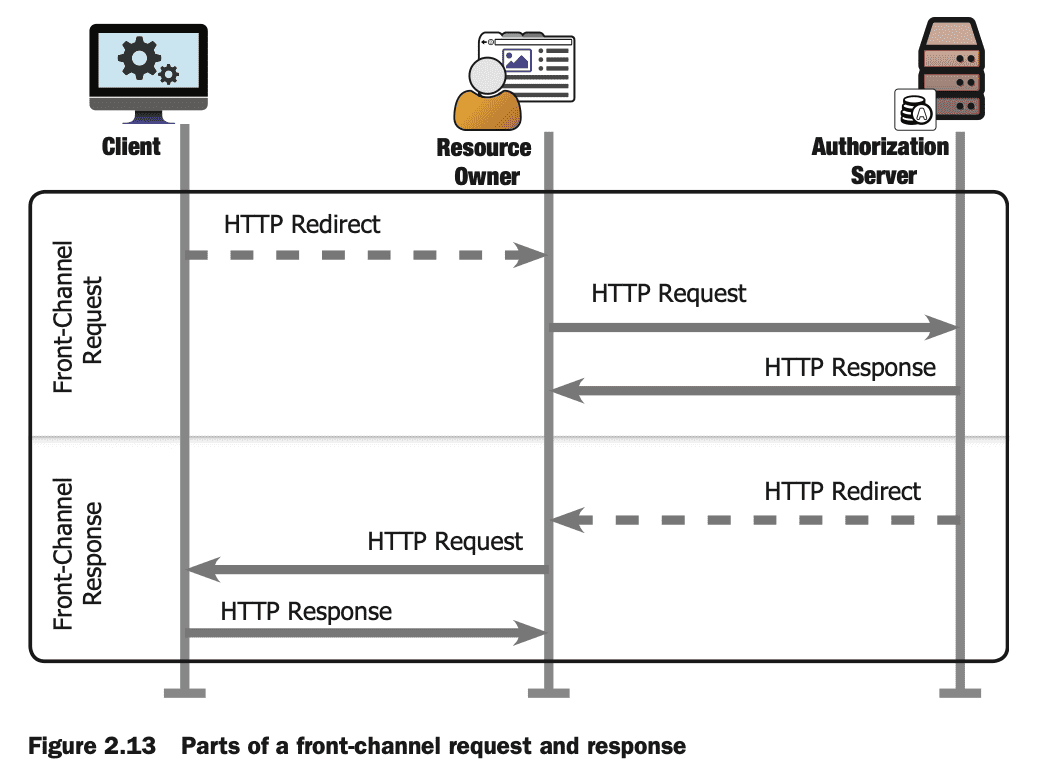 Client
Resource
Owner
Authorization
Server
Front-Channel
Request
HTTP Redirect
HTTP Request
HTTP Response
Front-Channel
Response
HTTP Redirect
HTTP Request
HTTP Response
A
Figure 2.13 Parts of a front-channel request and response